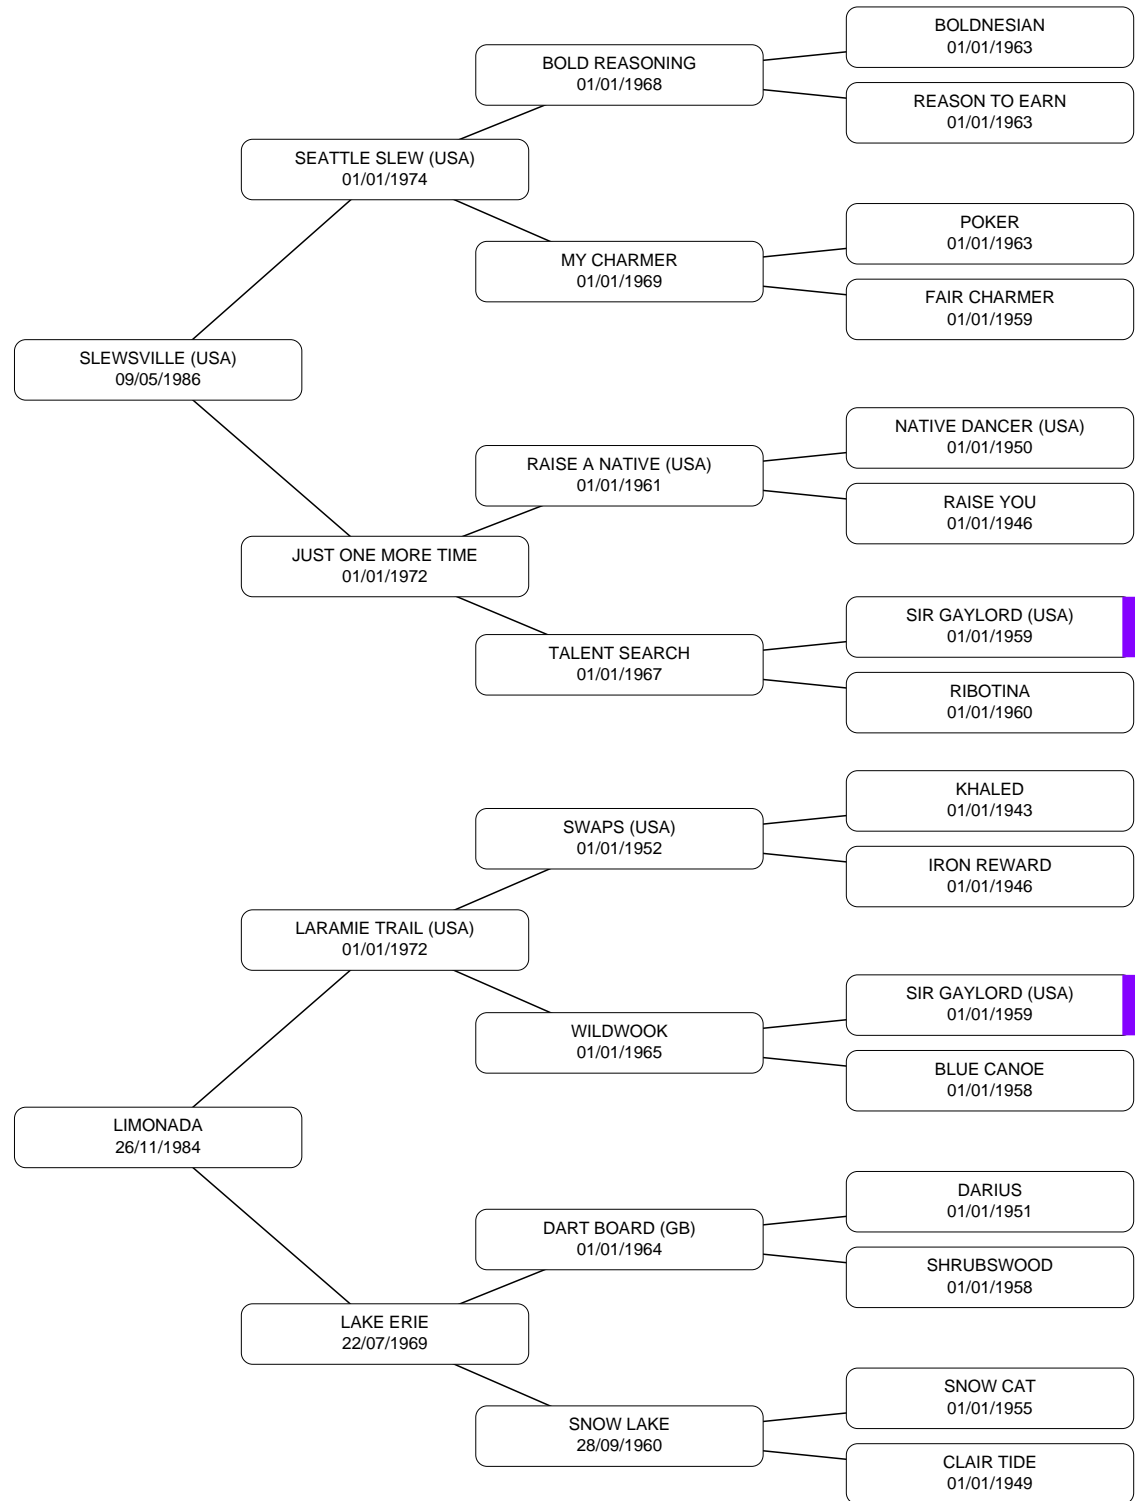 BOLDNESIAN
01/01/1963
BOLD REASONING
01/01/1968
REASON TO EARN
01/01/1963
SEATTLE SLEW (USA)
01/01/1974
POKER
01/01/1963
MY CHARMER
01/01/1969
FAIR CHARMER
01/01/1959
SLEWSVILLE (USA)
09/05/1986
NATIVE DANCER (USA)
01/01/1950
RAISE A NATIVE (USA)
01/01/1961
RAISE YOU
01/01/1946
JUST ONE MORE TIME
01/01/1972
SIR GAYLORD (USA)
01/01/1959
TALENT SEARCH
01/01/1967
RIBOTINA
01/01/1960
KHALED
01/01/1943
SWAPS (USA)
01/01/1952
IRON REWARD
01/01/1946
LARAMIE TRAIL (USA)
01/01/1972
SIR GAYLORD (USA)
01/01/1959
WILDWOOK
01/01/1965
BLUE CANOE
01/01/1958
LIMONADA
26/11/1984
DARIUS
01/01/1951
DART BOARD (GB)
01/01/1964
SHRUBSWOOD
01/01/1958
LAKE ERIE
22/07/1969
SNOW CAT
01/01/1955
SNOW LAKE
28/09/1960
CLAIR TIDE
01/01/1949